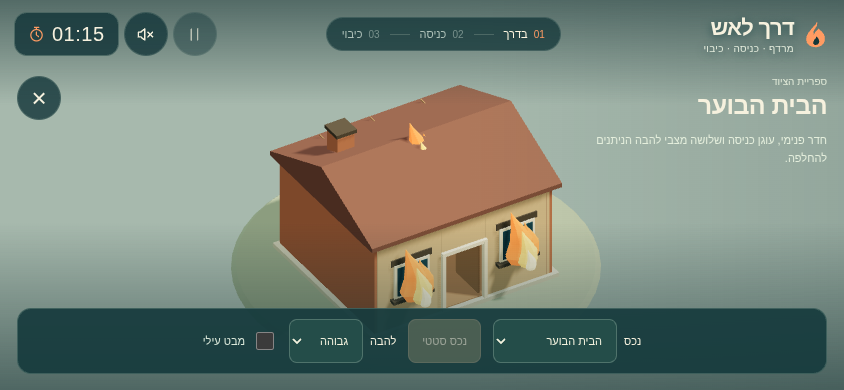 דרך לאש
מרדף · כניסה · כיבוי
01 בדרך 02 כניסה 03 כיבוי
01:15
ספריית הציוד
הבית הבוער
חדר פנימי, עוגן כניסה ושלושה מצבי להבה הניתנים
להחלפה.
נכס הבית הבוער נכס סטטי להבה גבוהה מבט עילי